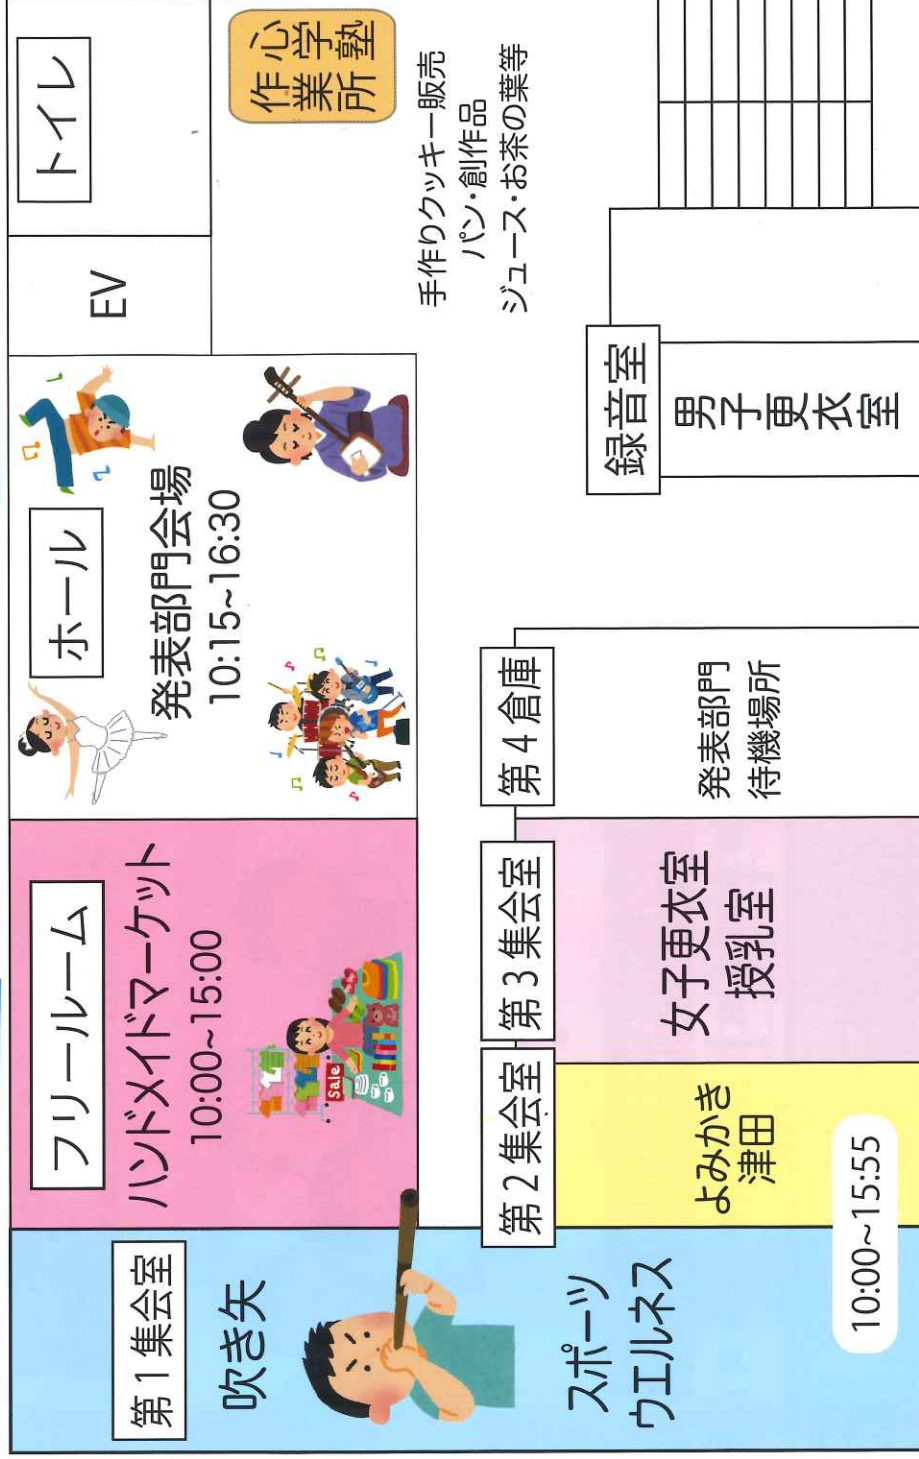 第1集会室
吹き矢
スポーツ
ウエルネス
フリールーム
ハンドメイドマーケット
10:00~15:00
Sale
第2集会室
よみかき
津田
10:00~15:55
第3集会室
女子更衣室
授乳室
ホール
発表部門会場
10:15~16:30
第4倉庫
発表部門
待機場所
EV
トイレ
録音室
男子更衣室
心学塾
作業所
手作りクッキー販売
パン・創作品
ジュース・お茶の葉等